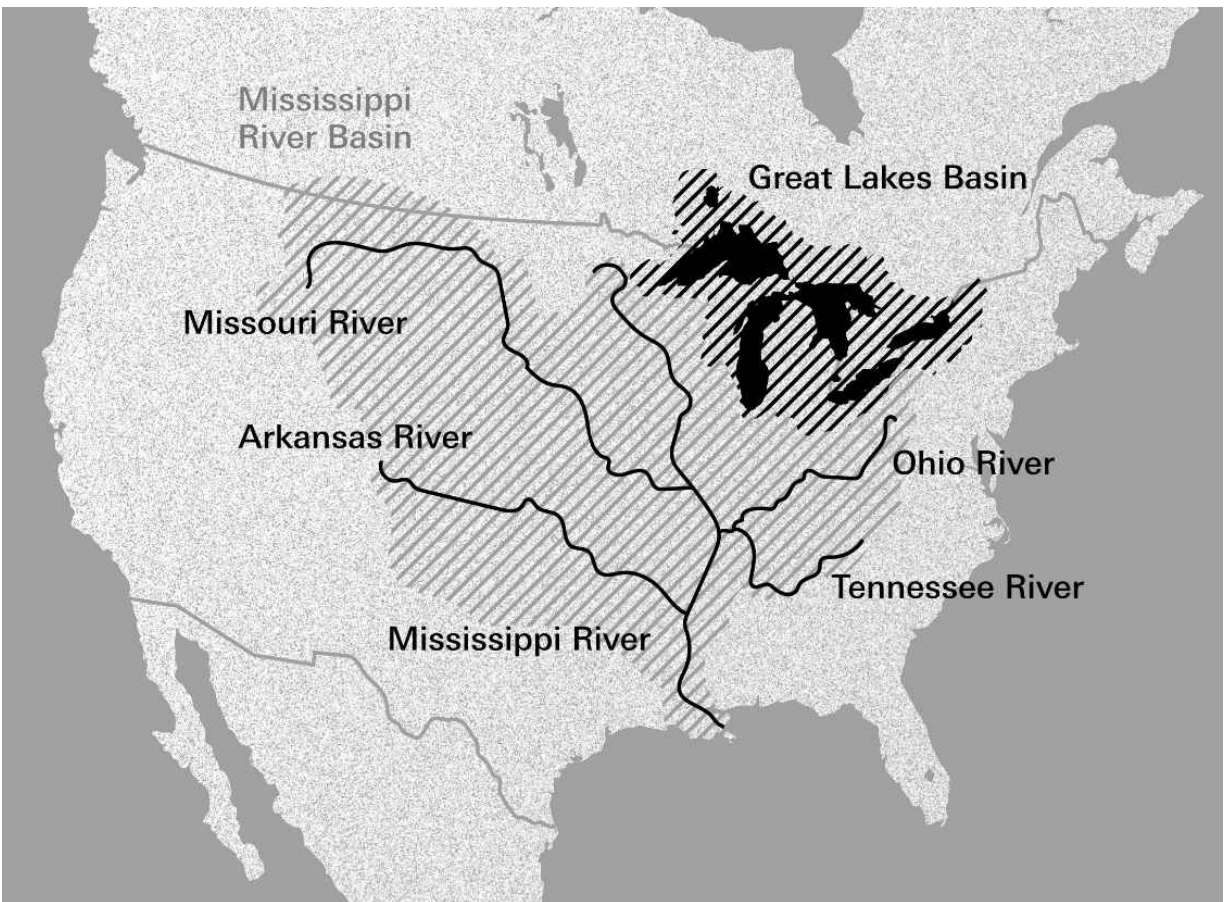 Mississippi
River Basin
Great Lakes Basin
Missouri River
Arkansas River
Ohio River
Tennessee River
Mississippi River